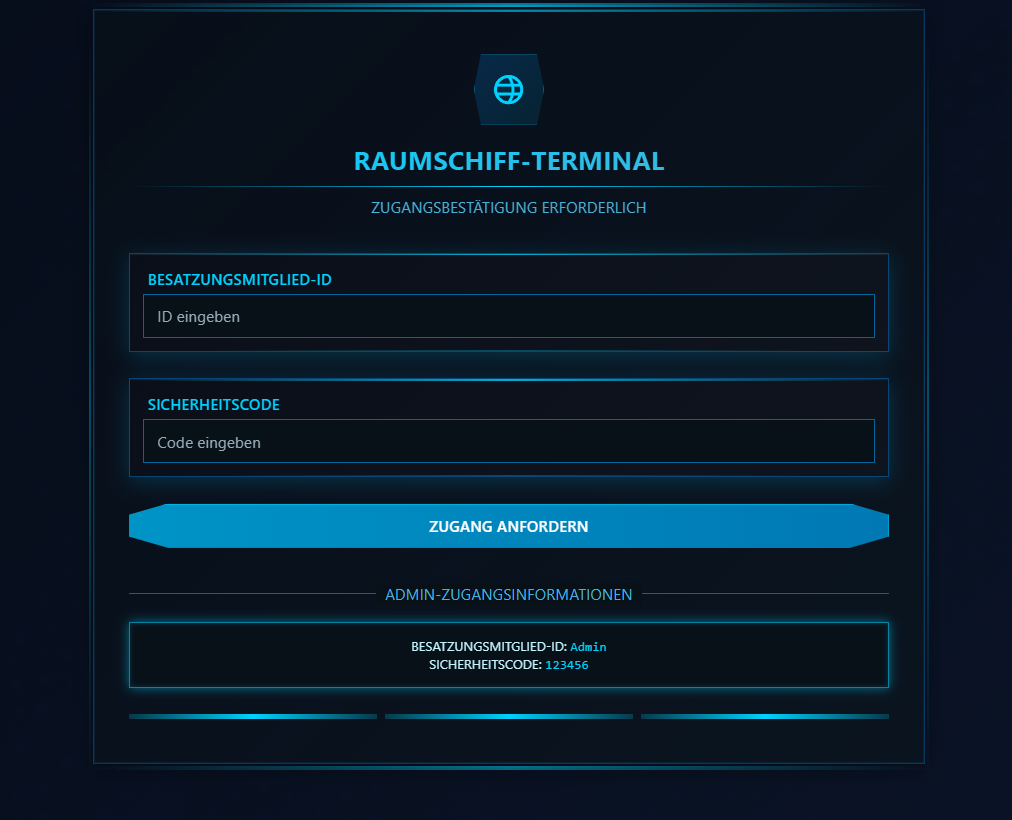 RAUMSCHIFF-TERMINAL
ZUGANGSBESTÄTIGUNG ERFORDERLICH
BESATZUNGSMITGLIED-ID
ID eingeben
SICHERHEITSCODE
Code eingeben
ZUGANG ANFORDERN
ADMIN-ZUGANGSINFORMATIONEN
BESATZUNGSMITGLIED-ID: Admin
SICHERHEITSCODE: 123456